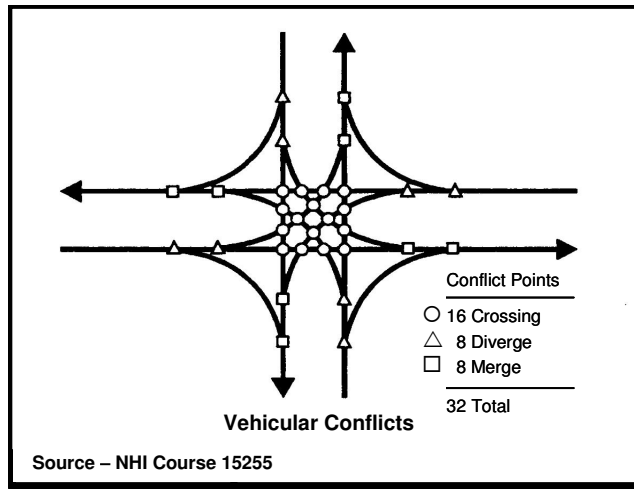 Conflict Points
16 Crossing
8 Diverge
8 Merge
32 Total
Vehicular Conflicts
Source – NHI Course 15255